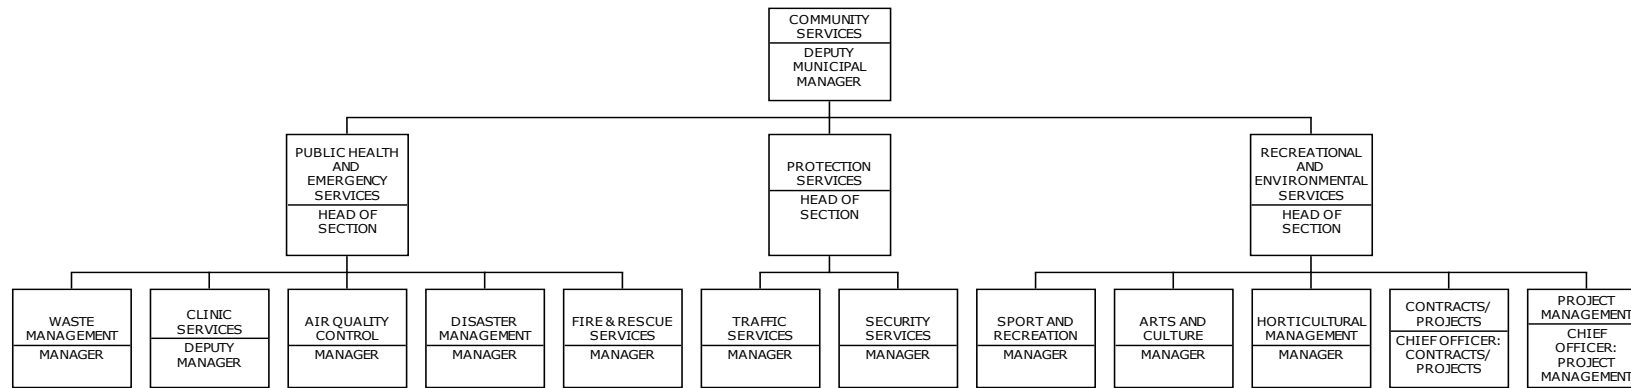 COMMUNITY
SERVICES
DEPUTY
MUNICIPAL
MANAGER
PUBLIC HEALTH
AND
EMERGENCY
SERVICES
HEAD OF
SECTION
PROTECTION
SERVICES
HEAD OF
SECTION
RECREATIONAL
AND
ENVIRONMENTAL
SERVICES
HEAD OF
SECTION
WASTE
MANAGEMENT
MANAGER
CLINIC
SERVICES
DEPUTY
MANAGER
AIR QUALITY
CONTROL
MANAGER
DISASTER
MANAGEMENT
MANAGER
FIRE & RESCUE
SERVICES
MANAGER
TRAFFIC
SERVICES
MANAGER
SECURITY
SERVICES
MANAGER
SPORT AND
RECREATION
MANAGER
ARTS AND
CULTURE
MANAGER
HORTICULTURAL
MANAGEMENT
MANAGER
CONTRACTS/
PROJECTS
CHIEF OFFICER:
CONTRACTS/
PROJECTS
PROJECT
MANAGEMENT
CHIEF
OFFICER:
PROJECT
MANAGEMENT